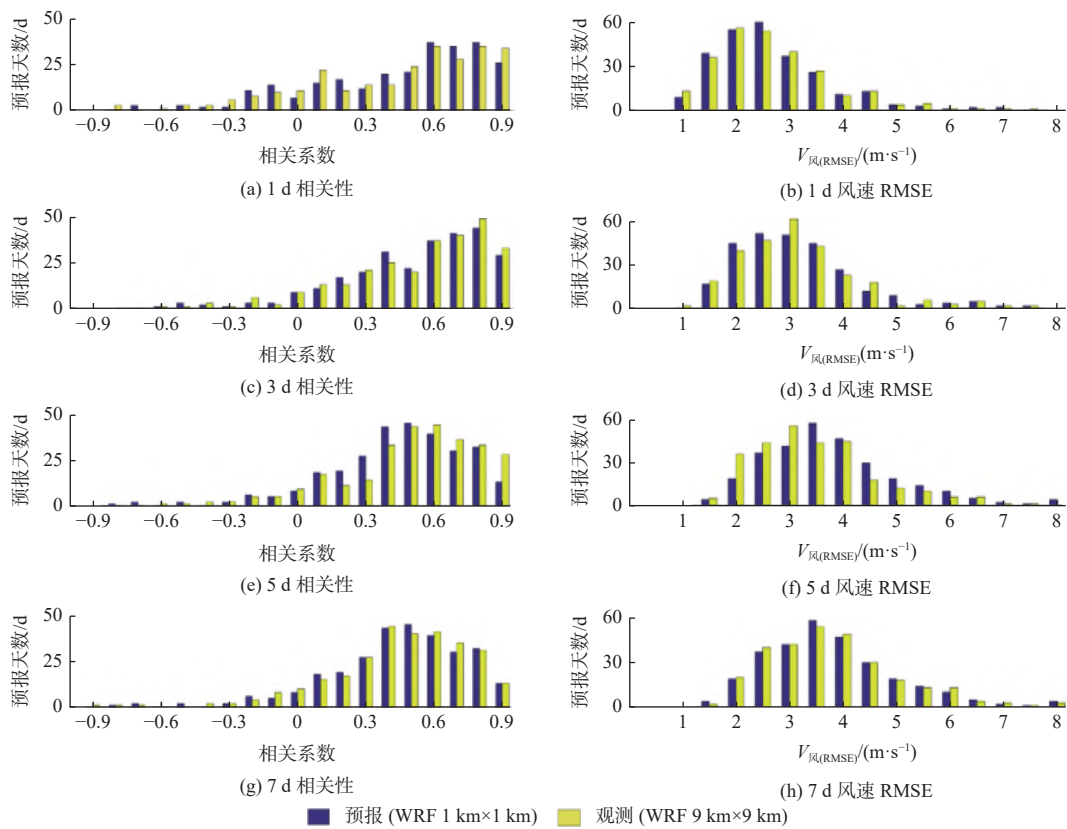 50
25
0
预报天数/d
−0.9 −0.6 −0.3 0 0.3 0.6 0.9
相关系数
(a) 1 d 相关性
60
30
0
预报天数/d
1 2 3 4 5 6 7 8
V风(RMSE)/(m·s−1)
(b) 1 d 风速 RMSE
50
25
0
预报天数/d
−0.9 −0.6 −0.3 0 0.3 0.6 0.9
相关系数
(c) 3 d 相关性
60
30
0
预报天数/d
1 2 3 4 5 6 7 8
V风(RMSE)(m·s−1)
(d) 3 d 风速 RMSE
50
25
0
预报天数/d
−0.9 −0.6 −0.3 0 0.3 0.6 0.9
相关系数
(e) 5 d 相关性
60
30
0
预报天数/d
1 2 3 4 5 6 7 8
V风(RMSE)/(m·s−1)
(f) 5 d 风速 RMSE
50
25
0
预报天数/d
−0.9 −0.6 −0.3 0 0.3 0.6 0.9
相关系数
(g) 7 d 相关性
60
30
0
预报天数/d
1 2 3 4 5 6 7 8
V风(RMSE)/(m·s−1)
(h) 7 d 风速 RMSE
预报 (WRF 1 km×1 km) 观测 (WRF 9 km×9 km)